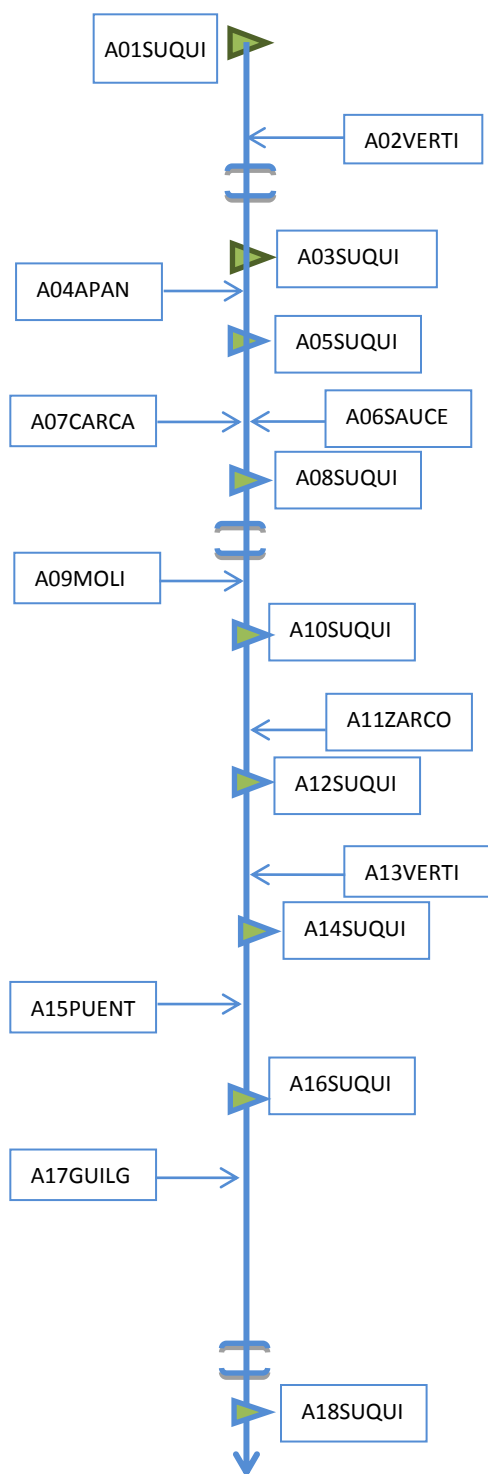 A01SUQUI
A02VERTI
A03SUQUI
A04APAN
A05SUQUI
A07CARCA
A06SAUCE
A08SUQUI
A09MOLI
A10SUQUI
A11ZARCO
A12SUQUI
A13VERTI
A14SUQUI
A15PUENT
A16SUQUI
A17GUILG
A18SUQUI